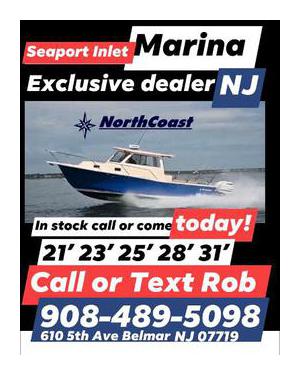 Seaport Inlet Marina
Exclusive dealer NJ
NorthCoast
In stock call or come today!
21' 23' 25' 28' 31'
Call or Text Rob
908-489-5098
610 5th Ave Belmar NJ 07719